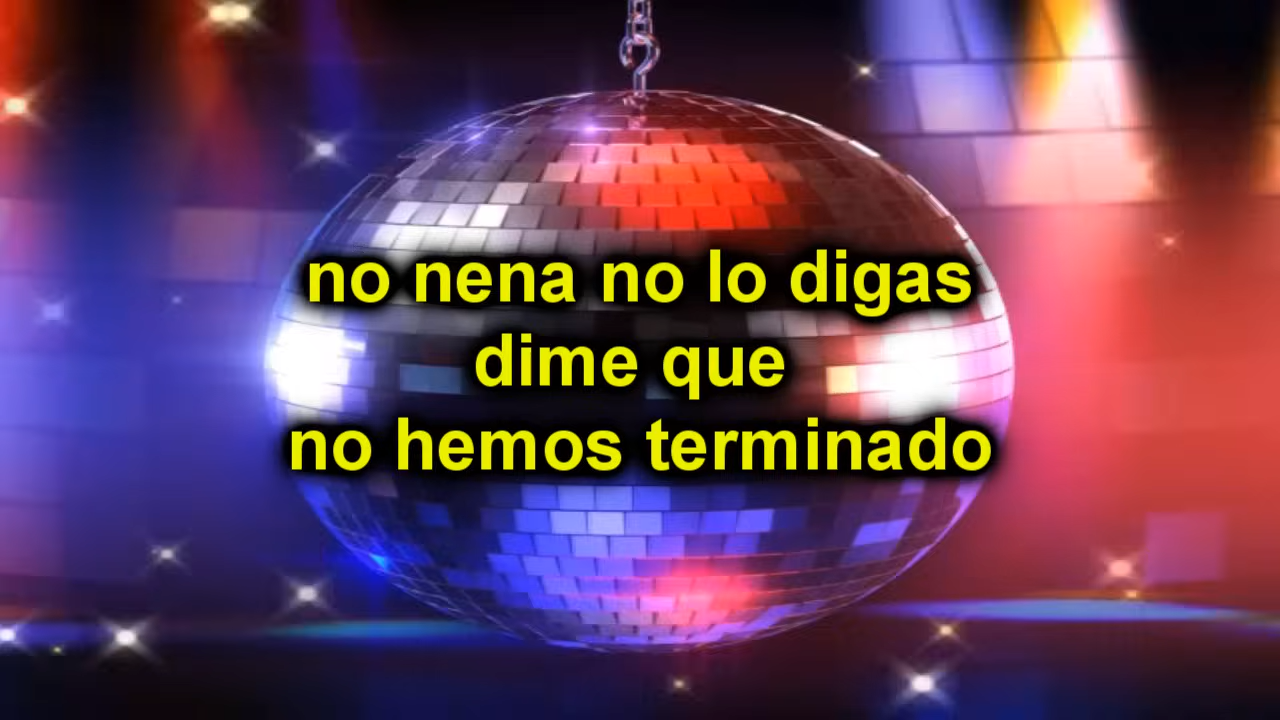 no nena no lo digas
dime que
no hemos terminado